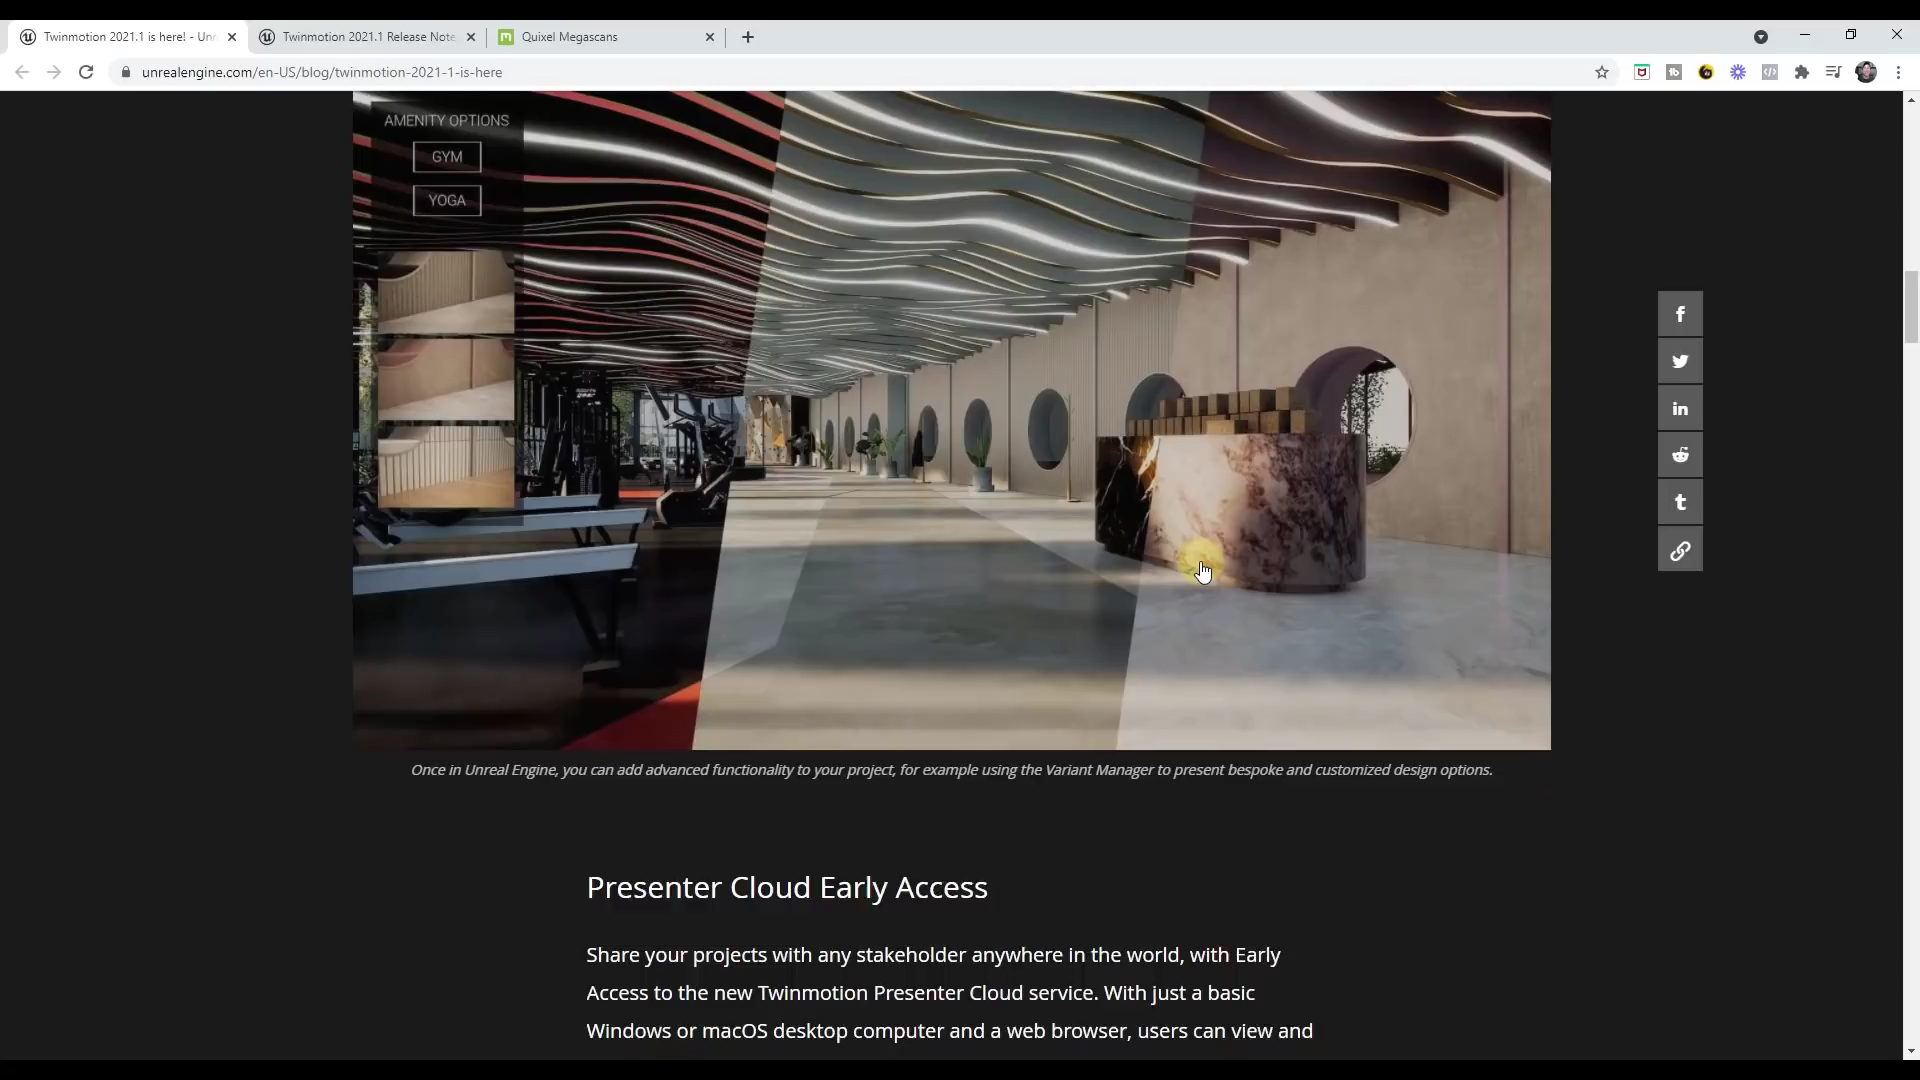 Twinmotion 2021.1 is here! - Unr
Twinmotion 2021.1 Release Note
Quixel Megascans
unrealengine.com/en-US/blog/twinmotion-2021-1-is-here
AMENITY OPTIONS
GYM
YOGA
Once in Unreal Engine, you can add advanced functionality to your project, for example using the Variant Manager to present bespoke and customized design options.
Presenter Cloud Early Access
Share your projects with any stakeholder anywhere in the world, with Early
Access to the new Twinmotion Presenter Cloud service. With just a basic
Windows or macOS desktop computer and a web browser, users can view and